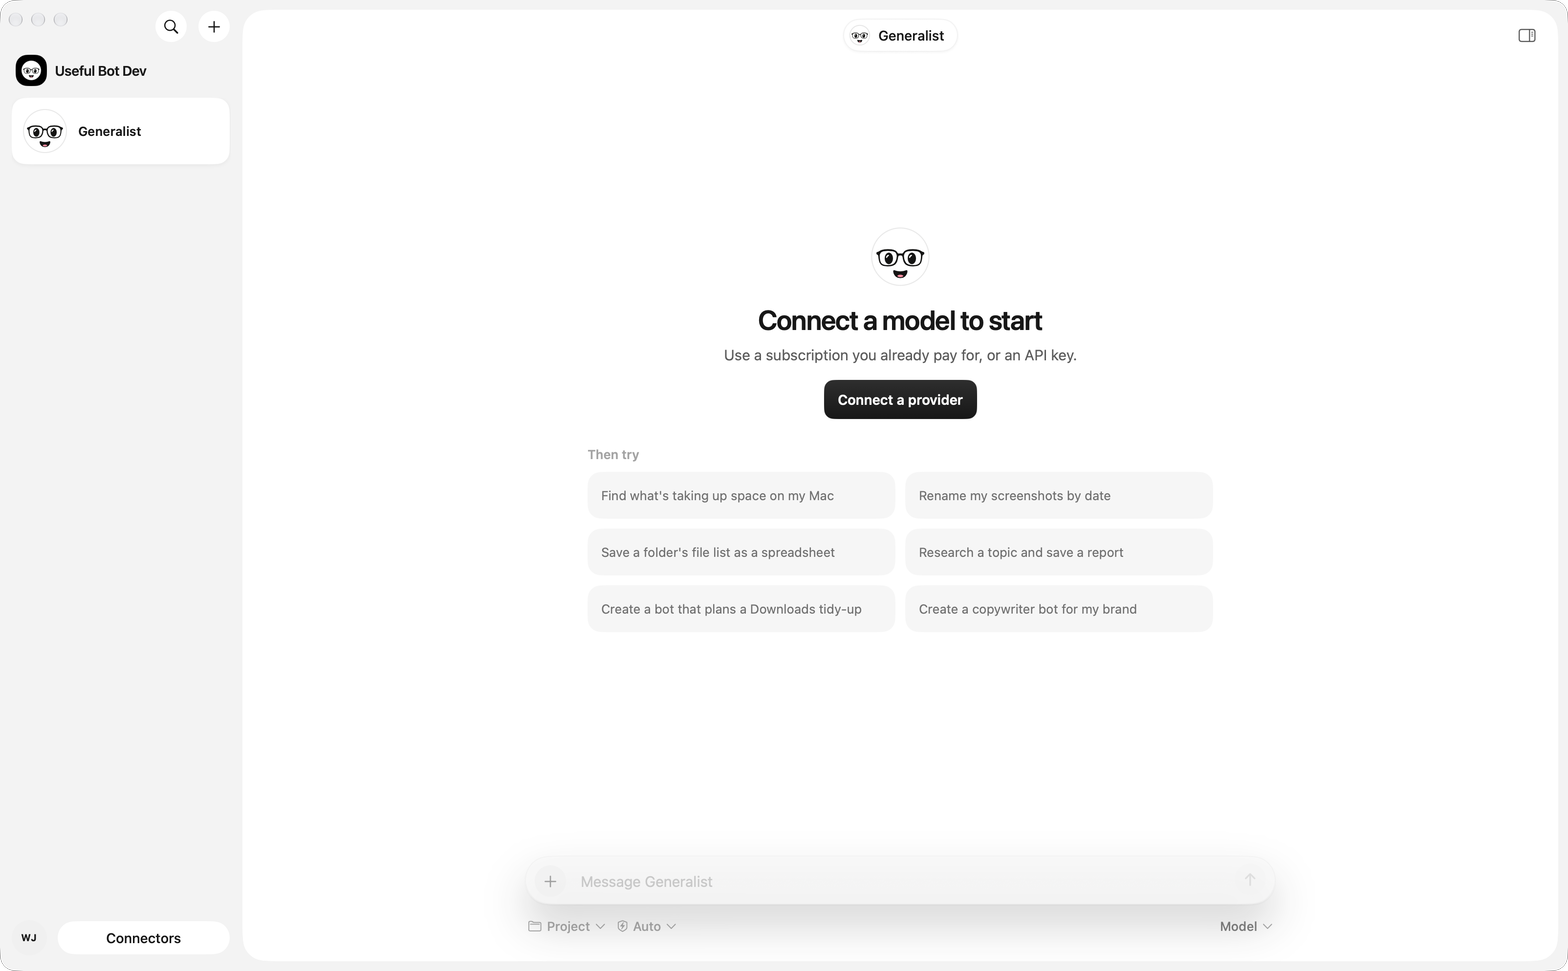 Useful Bot Dev
Generalist
Generalist
Connect a model to start
Use a subscription you already pay for, or an API key.
Connect a provider
Then try
Find what's taking up space on my Mac
Rename my screenshots by date
Save a folder's file list as a spreadsheet
Research a topic and save a report
Create a bot that plans a Downloads tidy-up
Create a copywriter bot for my brand
Message Generalist
Project
Auto
Model
WJ
Connectors